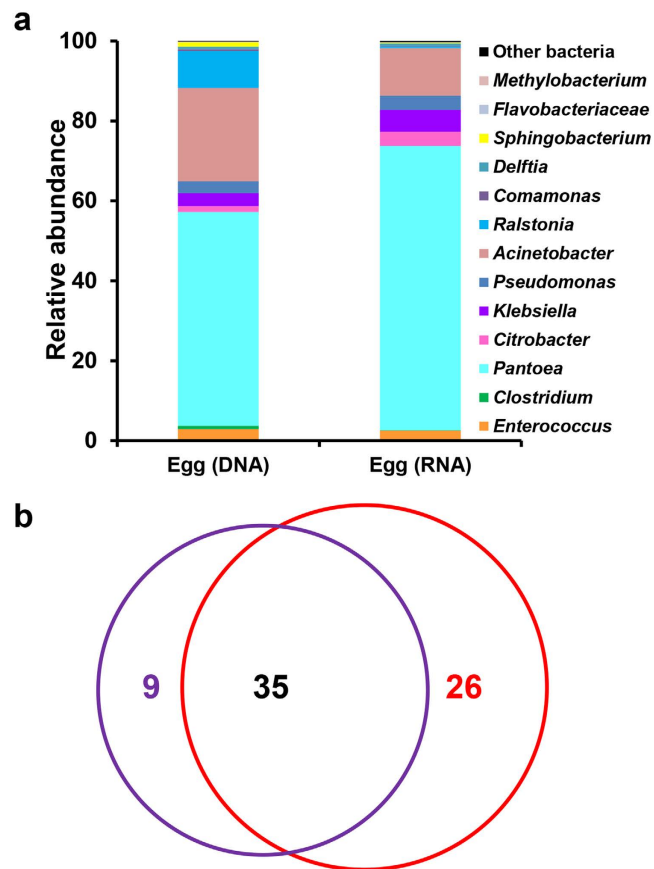 a
Relative abundance
100
80
60
40
20
0
Egg (DNA)
Egg (RNA)
Other bacteria
Methylobacterium
Flavobacteriaceae
Sphingobacterium
Delftia
Comamonas
Ralstonia
Acinetobacter
Pseudomonas
Klebsiella
Citrobacter
Pantoea
Clostridium
Enterococcus
b
9
35
26